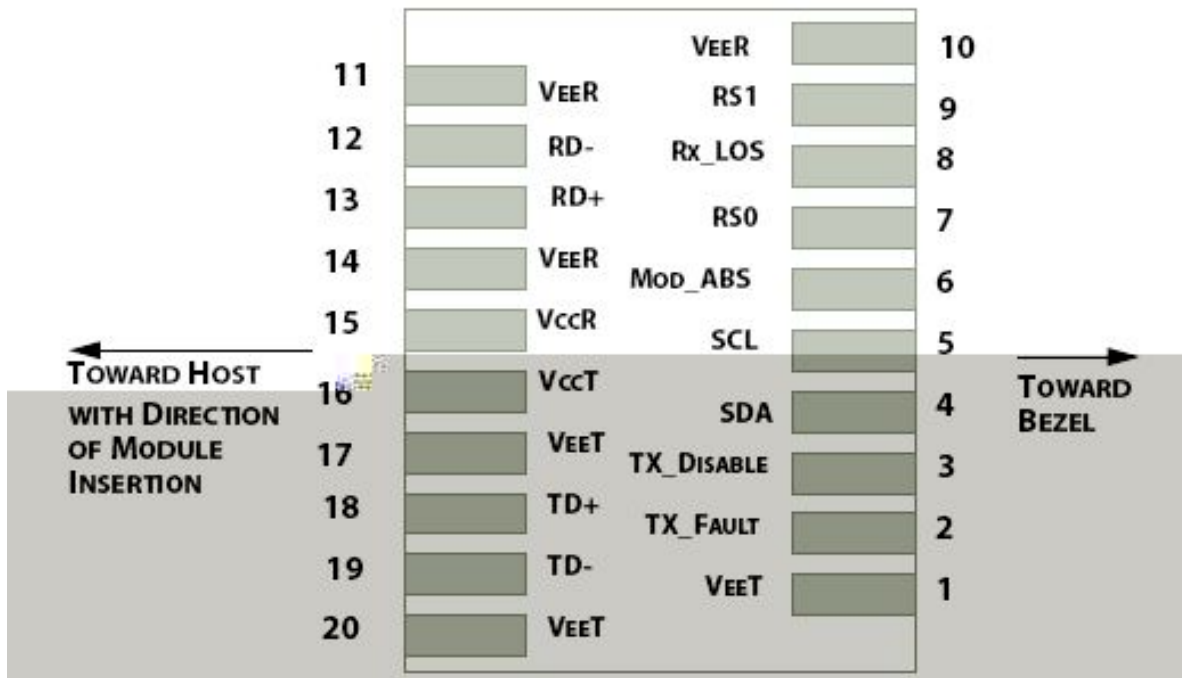 VEER 10
11 VEER
RS1 9
12 RD-
RX_LOS 8
13 RD+
RS0 7
14 VEER
MOD_ABS 6
15 VCCR
SCL 5
TOWARD HOST
WITH DIRECTION
OF MODULE
INSERTION
TOWARD
BEZEL
16 VCCT
SDA 4
17 VEET
TX_DISABLE 3
18 TD+
TX_FAULT 2
19 TD-
VEET 1
20 VEET